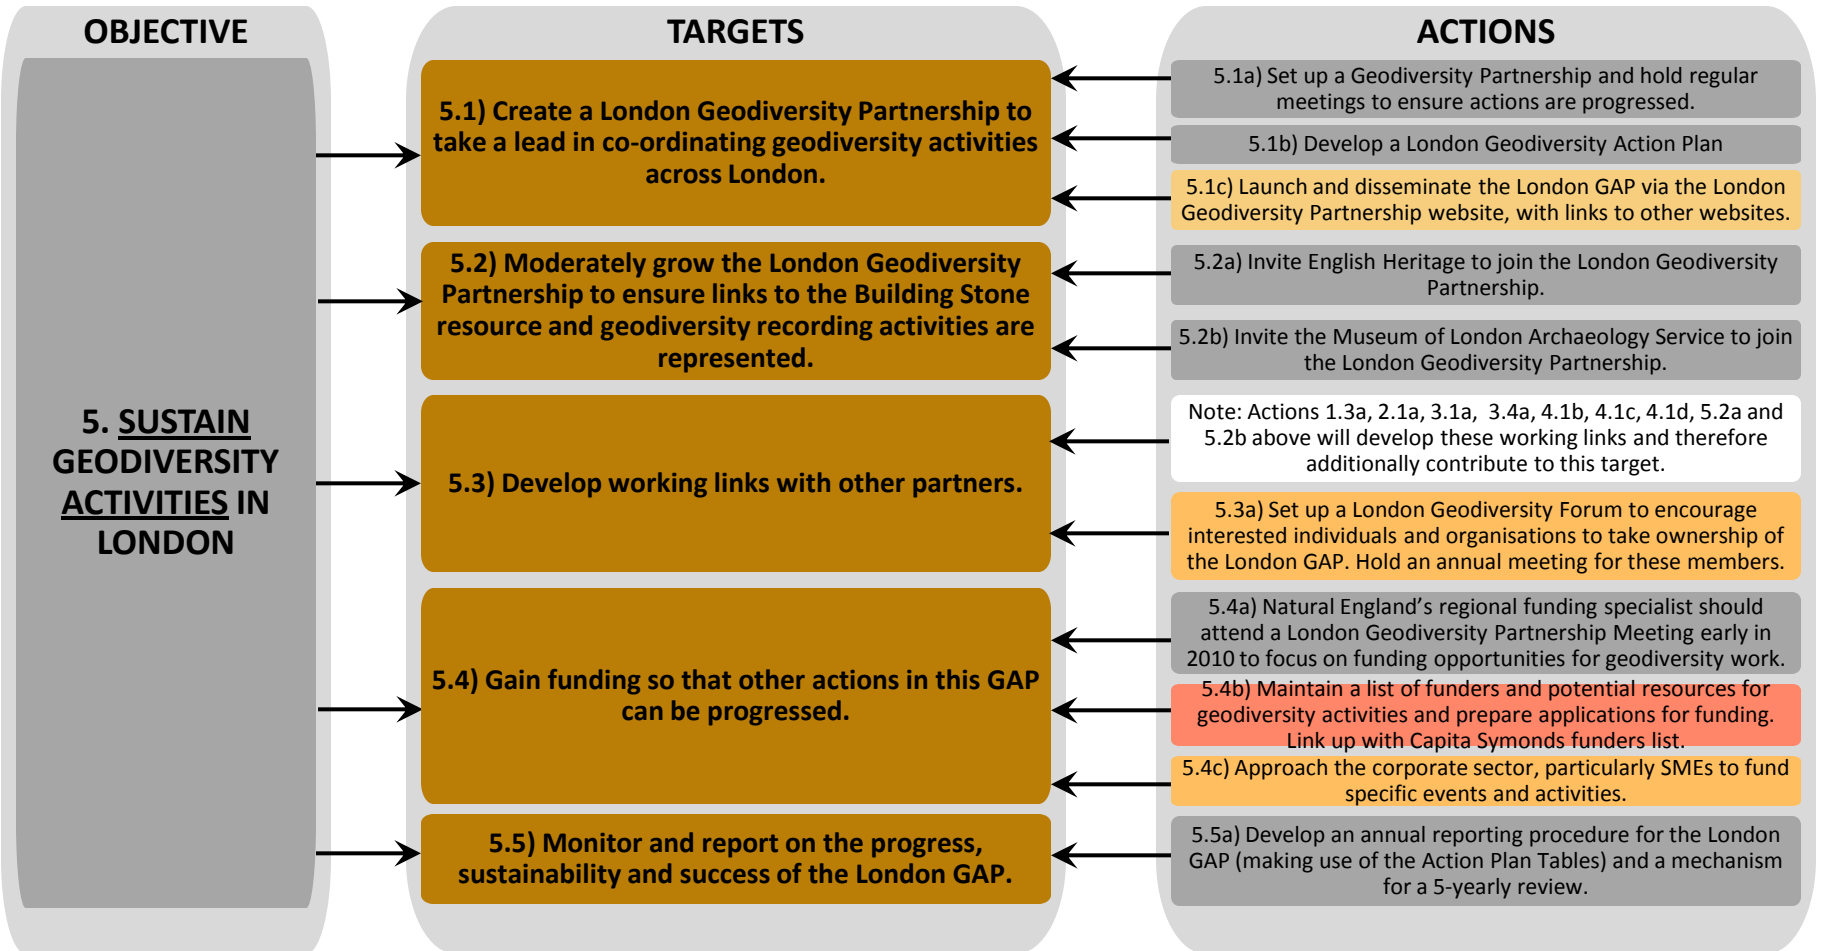 OBJECTIVE
5. SUSTAIN
GEODIVERSITY
ACTIVITIES IN
LONDON
TARGETS
5.1) Create a London Geodiversity Partnership to
take a lead in co-ordinating geodiversity activities
across London.
5.2) Moderately grow the London Geodiversity
Partnership to ensure links to the Building Stone
resource and geodiversity recording activities are
represented.
5.3) Develop working links with other partners.
5.4) Gain funding so that other actions in this GAP
can be progressed.
5.5) Monitor and report on the progress,
sustainability and success of the London GAP.
ACTIONS
5.1a) Set up a Geodiversity Partnership and hold regular
meetings to ensure actions are progressed.
5.1b) Develop a London Geodiversity Action Plan
5.1c) Launch and disseminate the London GAP via the London
Geodiversity Partnership website, with links to other websites.
5.2a) Invite English Heritage to join the London Geodiversity
Partnership.
5.2b) Invite the Museum of London Archaeology Service to join
the London Geodiversity Partnership.
Note: Actions 1.3a, 2.1a, 3.1a, 3.4a, 4.1b, 4.1c, 4.1d, 5.2a and
5.2b above will develop these working links and therefore
additionally contribute to this target.
5.3a) Set up a London Geodiversity Forum to encourage
interested individuals and organisations to take ownership of
the London GAP. Hold an annual meeting for these members.
5.4a) Natural England’s regional funding specialist should
attend a London Geodiversity Partnership Meeting early in
2010 to focus on funding opportunities for geodiversity work.
5.4b) Maintain a list of funders and potential resources for
geodiversity activities and prepare applications for funding.
Link up with Capita Symonds funders list.
5.4c) Approach the corporate sector, particularly SMEs to fund
specific events and activities.
5.5a) Develop an annual reporting procedure for the London
GAP (making use of the Action Plan Tables) and a mechanism
for a 5-yearly review.